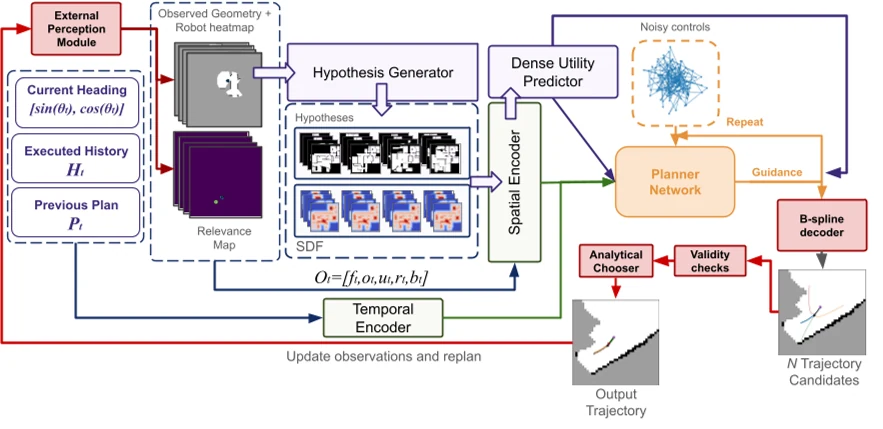 External
Perception
Module
Observed Geometry +
Robot heatmap
Current Heading
[sin(θt), cos(θt)]
Executed History
Ht
Previous Plan
Pt
Relevance
Map
Hypothesis Generator
Hypotheses
SDF
Ot=[ft,ot,ut,rt,bt]
Temporal
Encoder
Update observations and replan
Spatial Encoder
Dense Utility
Predictor
Noisy controls
Repeat
Planner
Network
Guidance
B-spline
decoder
Validity
checks
Analytical
Chooser
Output
Trajectory
N Trajectory
Candidates